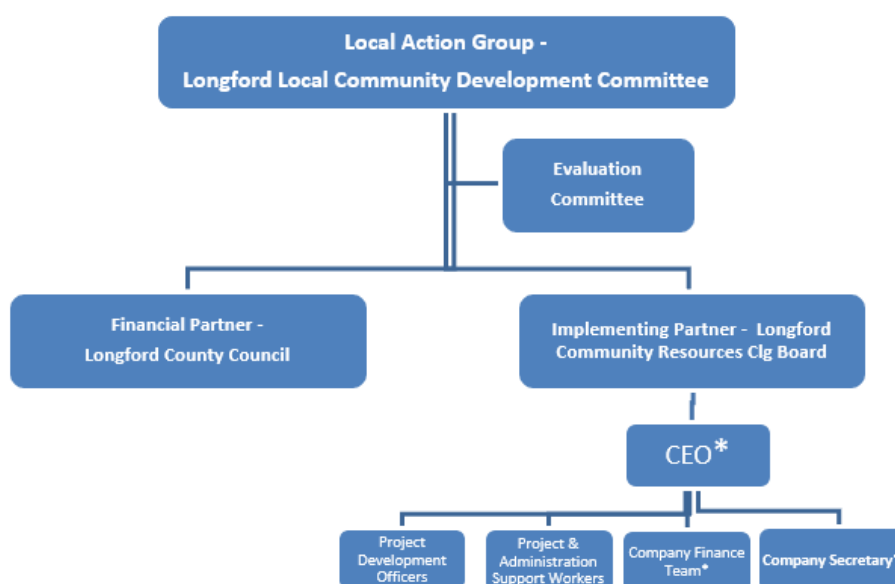 Local Action Group -
Longford Local Community Development Committee
Evaluation
Committee
Financial Partner -
Longford County Council
Implementing Partner - Longford
Community Resources Clg Board
CEO*
Project
Development
Officers
Project &
Administration
Support Workers
Company Finance
Team*
Company Secretary*